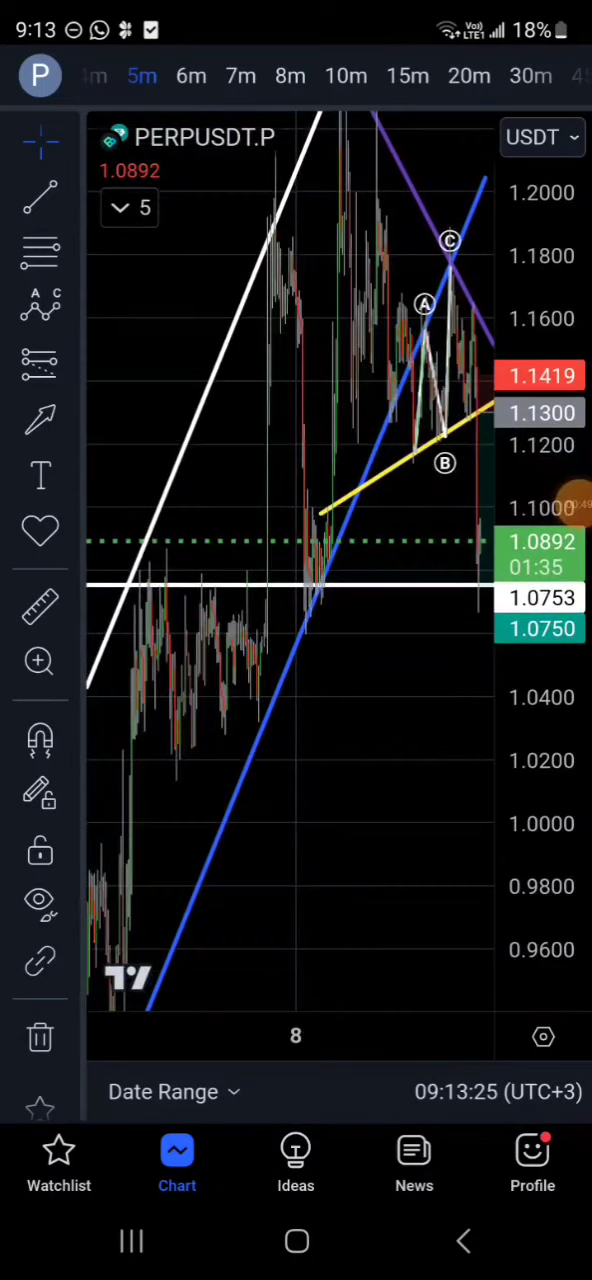 9:13 Vo)) LTE1 18%
P 5m 6m 7m 8m 10m 15m 20m 30m
PERPUSDT.P USDT
1.0892
5
1.2000
1.1800
1.1600
1.1419
1.1300
1.1200
1.1000
1.0892
01:35
1.0753
1.0750
1.0400
1.0200
1.0000
0.9800
0.9600
C
A
B
A C
T
8
Date Range 09:13:25 (UTC+3)
Watchlist Chart Ideas News Profile